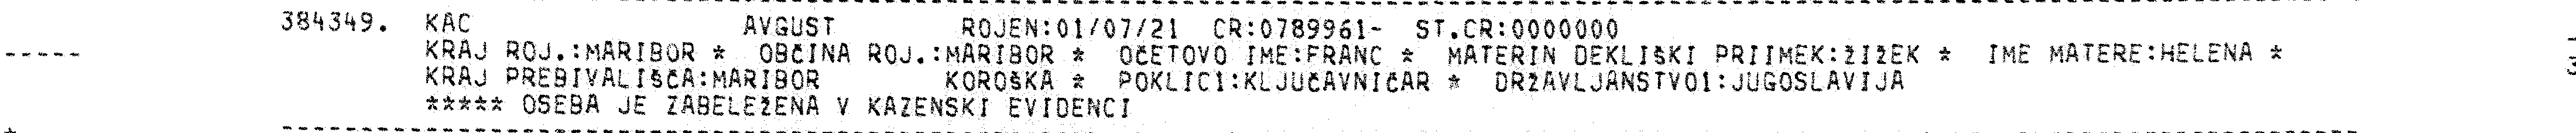 384349. KAC AVGUST ROJEN:01/07/21 CR:0789961- ST.CR:0000000
KRAJ ROJ.:MARIBOR * OBČINA ROJ.:MARIBOR * OČETOVO IME:FRANC * MATERIN DEKLIŠKI PRIIMEK:ŽIŽEK * IME MATERE:HELENA *
KRAJ PREBIVALIŠČA:MARIBOR KOROŠKA * POKLIC1:KLJUČAVNIČAR * DRŽAVLJANSTVO1:JUGOSLAVIJA
***** OSEBA JE ZABELEŽENA V KAZENSKI EVIDENCI